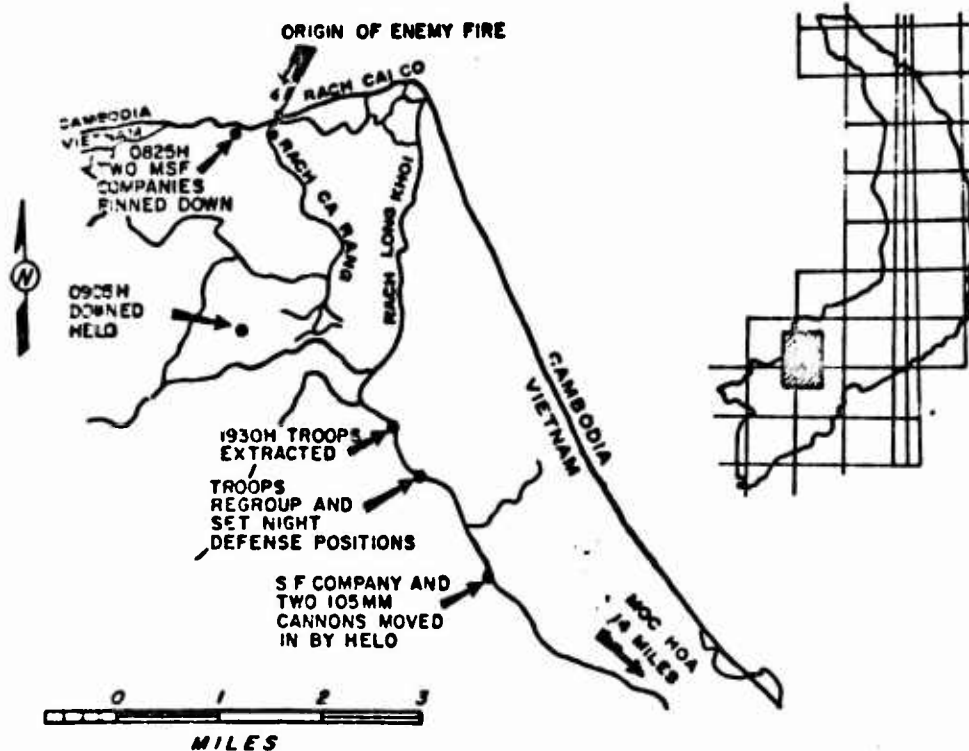 ORIGIN OF ENEMY FIRE
RACH CAI CO
CAMBODIA
VIETNAM
0825H
TWO MSF
COMPANIES
PINNED DOWN
RACH CA RANG
RACH LONG KHOI
N
0905H
DOWNED
HELO
CAMBODIA
VIETNAM
1930H TROOPS
EXTRACTED
TROOPS
REGROUP AND
SET NIGHT
DEFENSE POSITIONS
S F COMPANY AND
TWO 105MM
CANNONS MOVED
IN BY HELO
MOC HOA
14 MILES
0 1 2 3
MILES